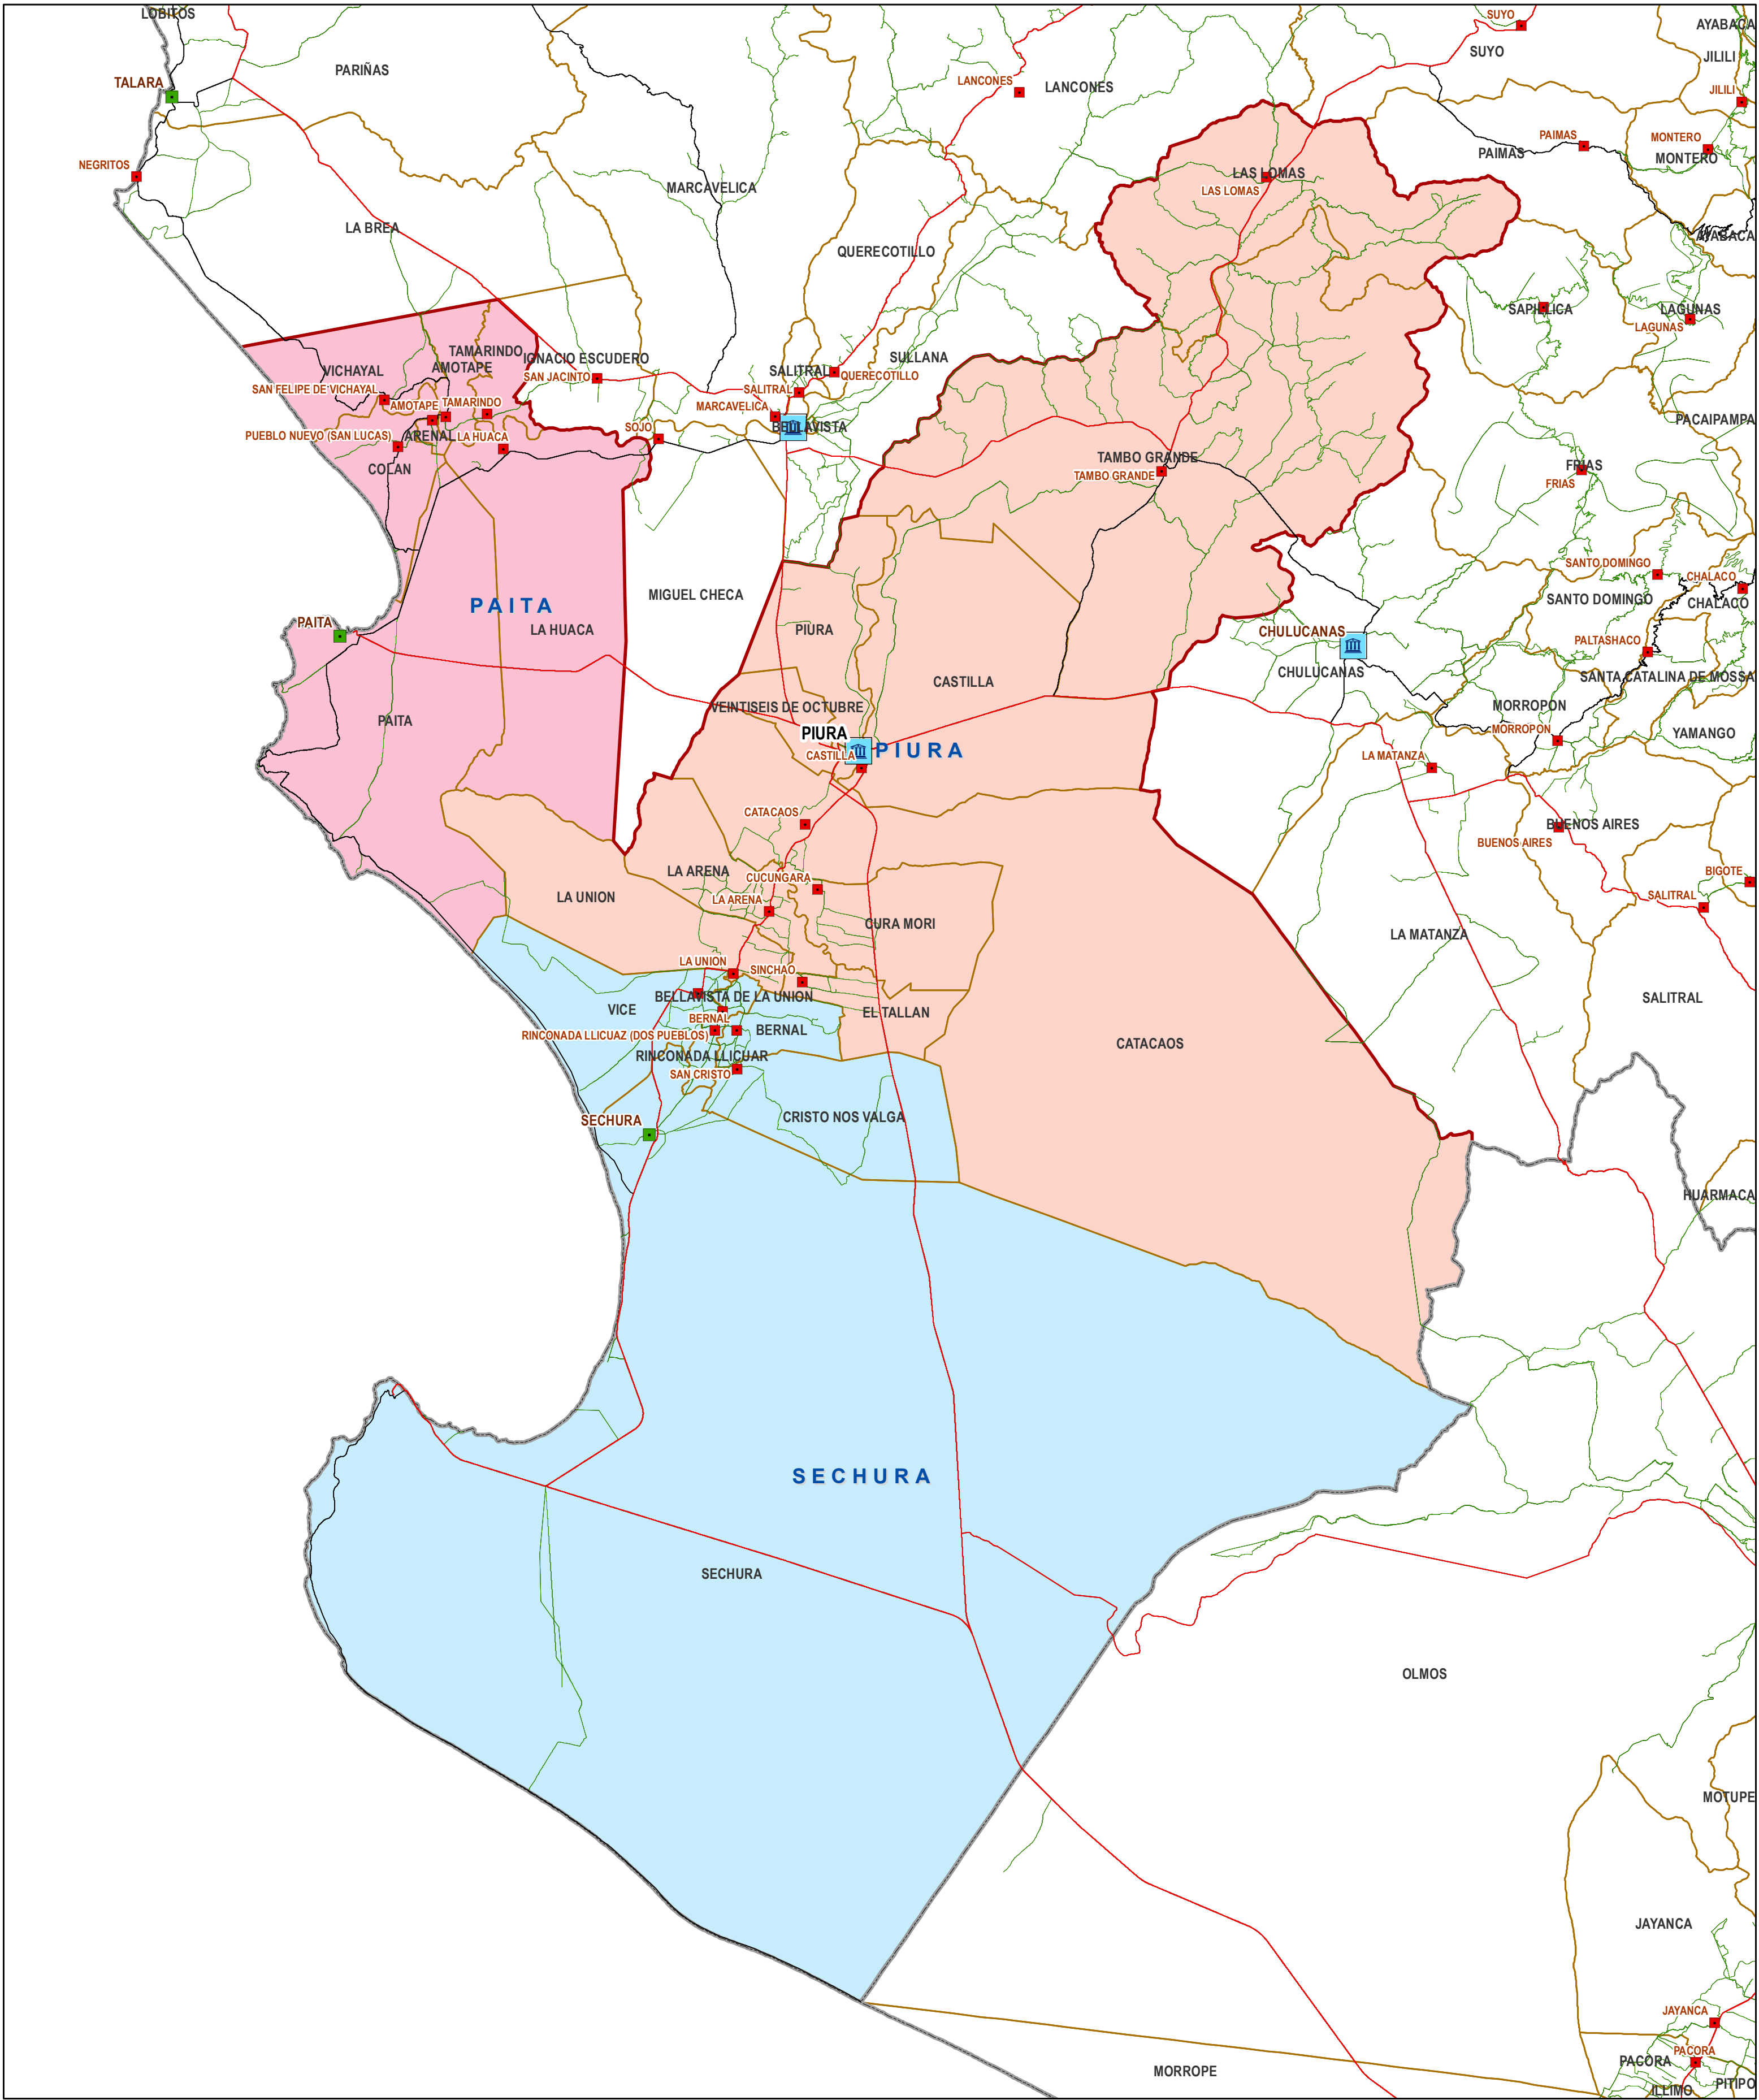 LOBITOS
SUYO
AYABACA
SUYO
JILILI
PARIÑAS
TALARA
LANCONES
LANCONES
JILILI
PAIMAS
MONTERO
PAIMAS
MONTERO
NEGRITOS
LAS LOMAS
LAS LOMAS
MARCAVELICA
LA BREA
AYABACA
QUERECOTILLO
SAPILLICA
LAGUNAS
LAGUNAS
TAMARINDO
IGNACIO ESCUDERO
SULLANA
VICHAYAL
AMOTAPE
SAN JACINTO
SALITRAL
QUERECOTILLO
SAN FELIPE DE VICHAYAL
SALITRAL
AMOTAPE
TAMARINDO
MARCAVELICA
PACAIPAMPA
SOJO
BELLAVISTA
PUEBLO NUEVO (SAN LUCAS)
ARENAL
LA HUACA
COLAN
TAMBO GRANDE
TAMBO GRANDE
FRIAS
FRIAS
SANTO DOMINGO
CHALACO
MIGUEL CHECA
SANTO DOMINGO
CHALACO
PAITA
PAITA
LA HUACA
PIURA
CHULUCANAS
PALTASHACO
CHULUCANAS
SANTA CATALINA DE MOSSA
CASTILLA
VEINTISEIS DE OCTUBRE
MORROPON
PAITA
PIURA
MORROPON
YAMANGO
PIURA
CASTILLA
LA MATANZA
CATACAOS
BUENOS AIRES
BUENOS AIRES
LA ARENA
CUCUNGARA
BIGOTE
LA UNION
LA ARENA
SALITRAL
CURA MORI
LA MATANZA
LA UNION
SINCHAO
BELLAVISTA DE LA UNION
SALITRAL
VICE
EL TALLAN
BERNAL
BERNAL
RINCONADA LLICUAZ (DOS PUEBLOS)
CATACAOS
RINCONADA LLICUAR
SAN CRISTO
SECHURA
CRISTO NOS VALGA
HUARMACA
SECHURA
SECHURA
OLMOS
MOTUPE
JAYANCA
JAYANCA
PACORA
PACORA
MORROPE
ILLIMO
PITIPO